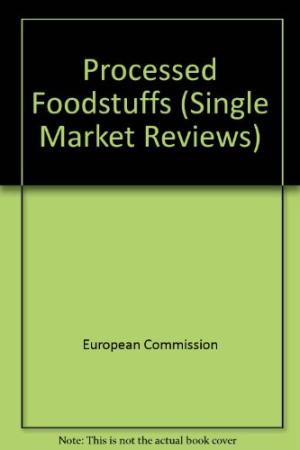 Processed
Foodstuffs (Single
Market Reviews)
European Commission
Note: This is not the actual book cover